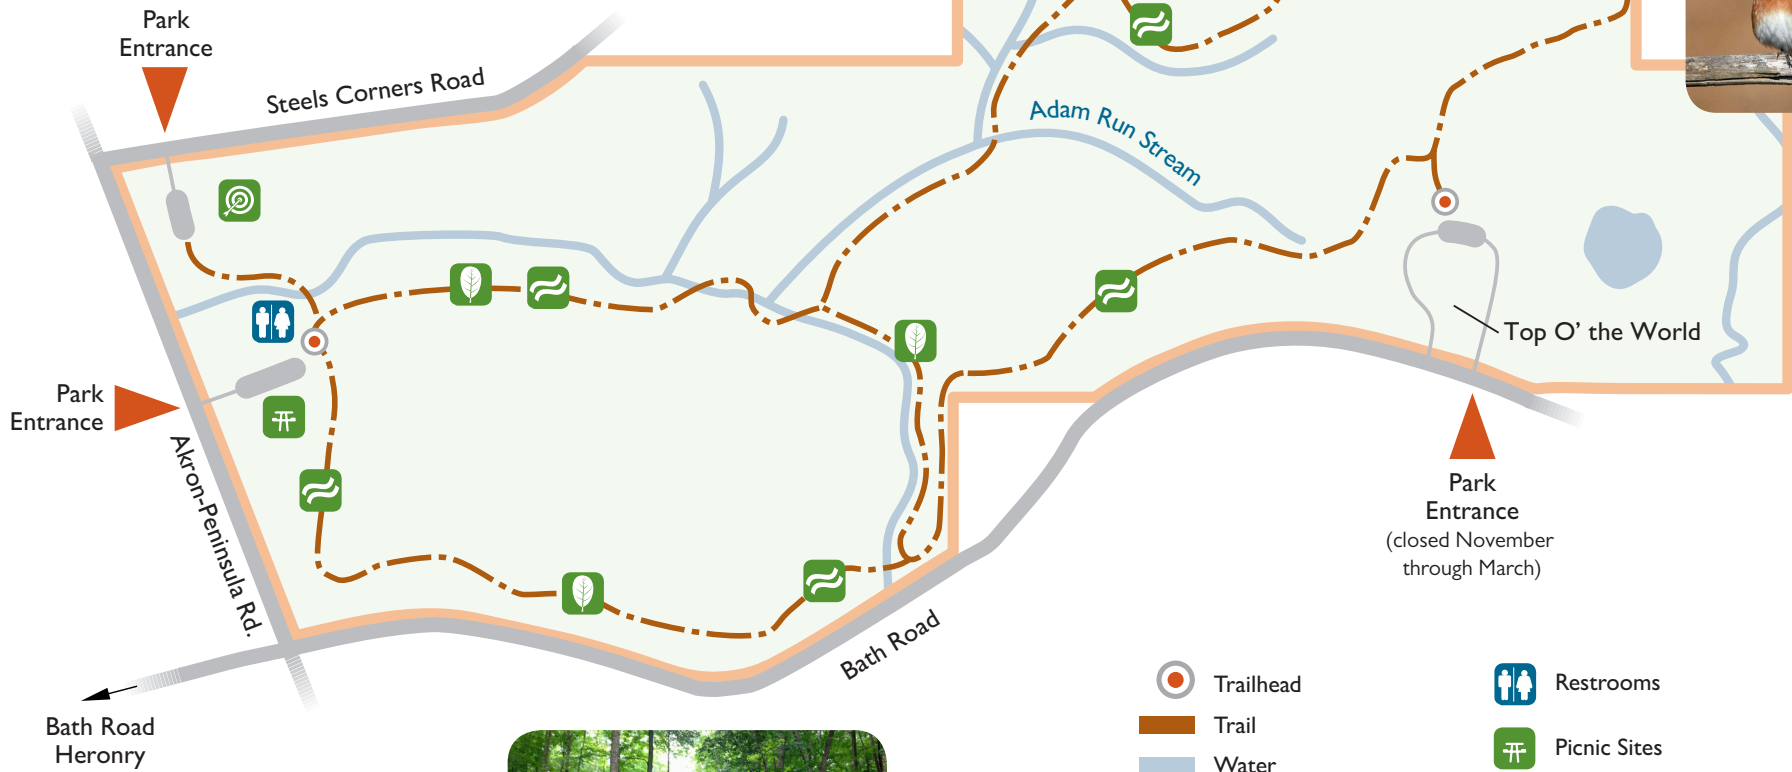 Park
Entrance
Steels Corners Road
Adam Run Stream
Top O’ the World
Park
Entrance
Akron-Peninsula Rd.
Park
Entrance
(closed November
through March)
Bath Road
Bath Road
Heronry
Trailhead
Trail
Water
Restrooms
Picnic Sites